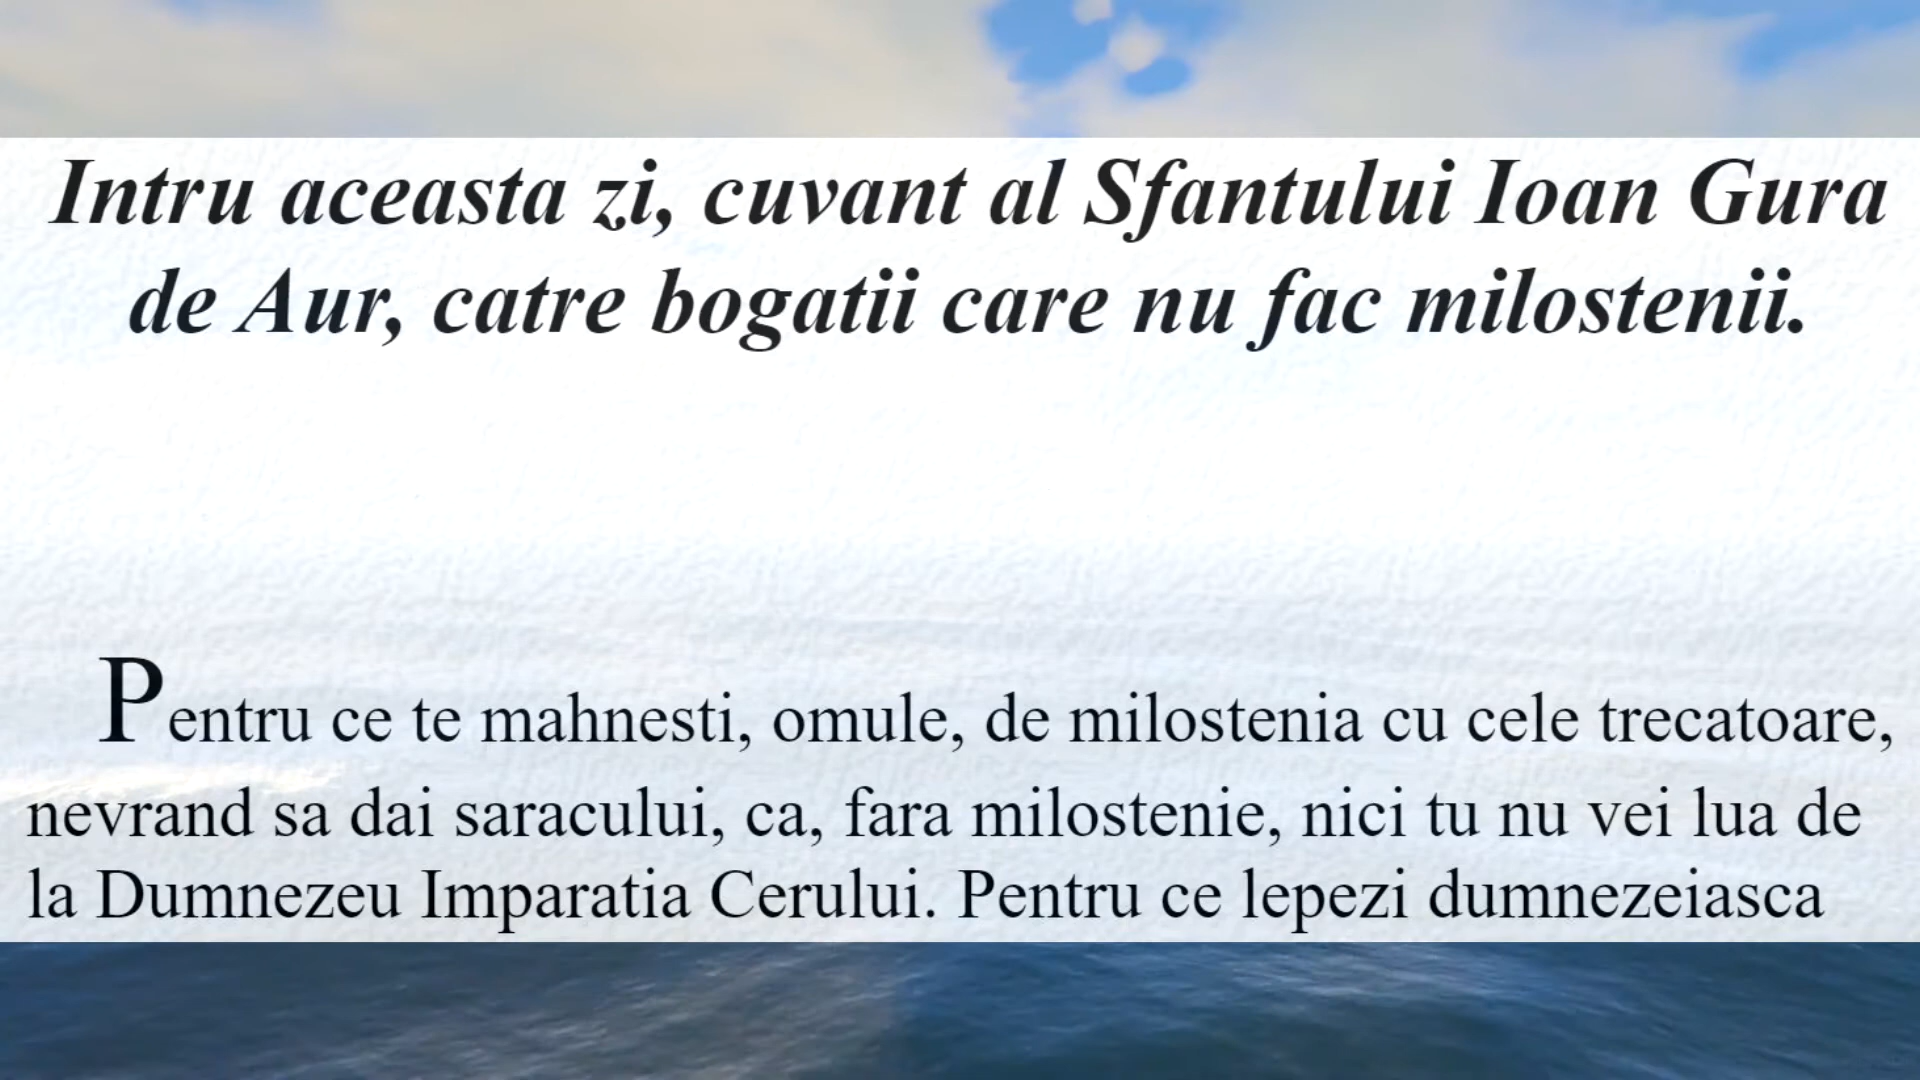 Intru aceasta zi, cuvant al Sfantului Ioan Gura
de Aur, catre bogatii care nu fac milostenii.
Pentru ce te mahnesti, omule, de milostenia cu cele trecatoare,
nevrand sa dai saracului, ca, fara milostenie, nici tu nu vei lua de
la Dumnezeu Imparatia Cerului. Pentru ce lepezi dumnezeiasca